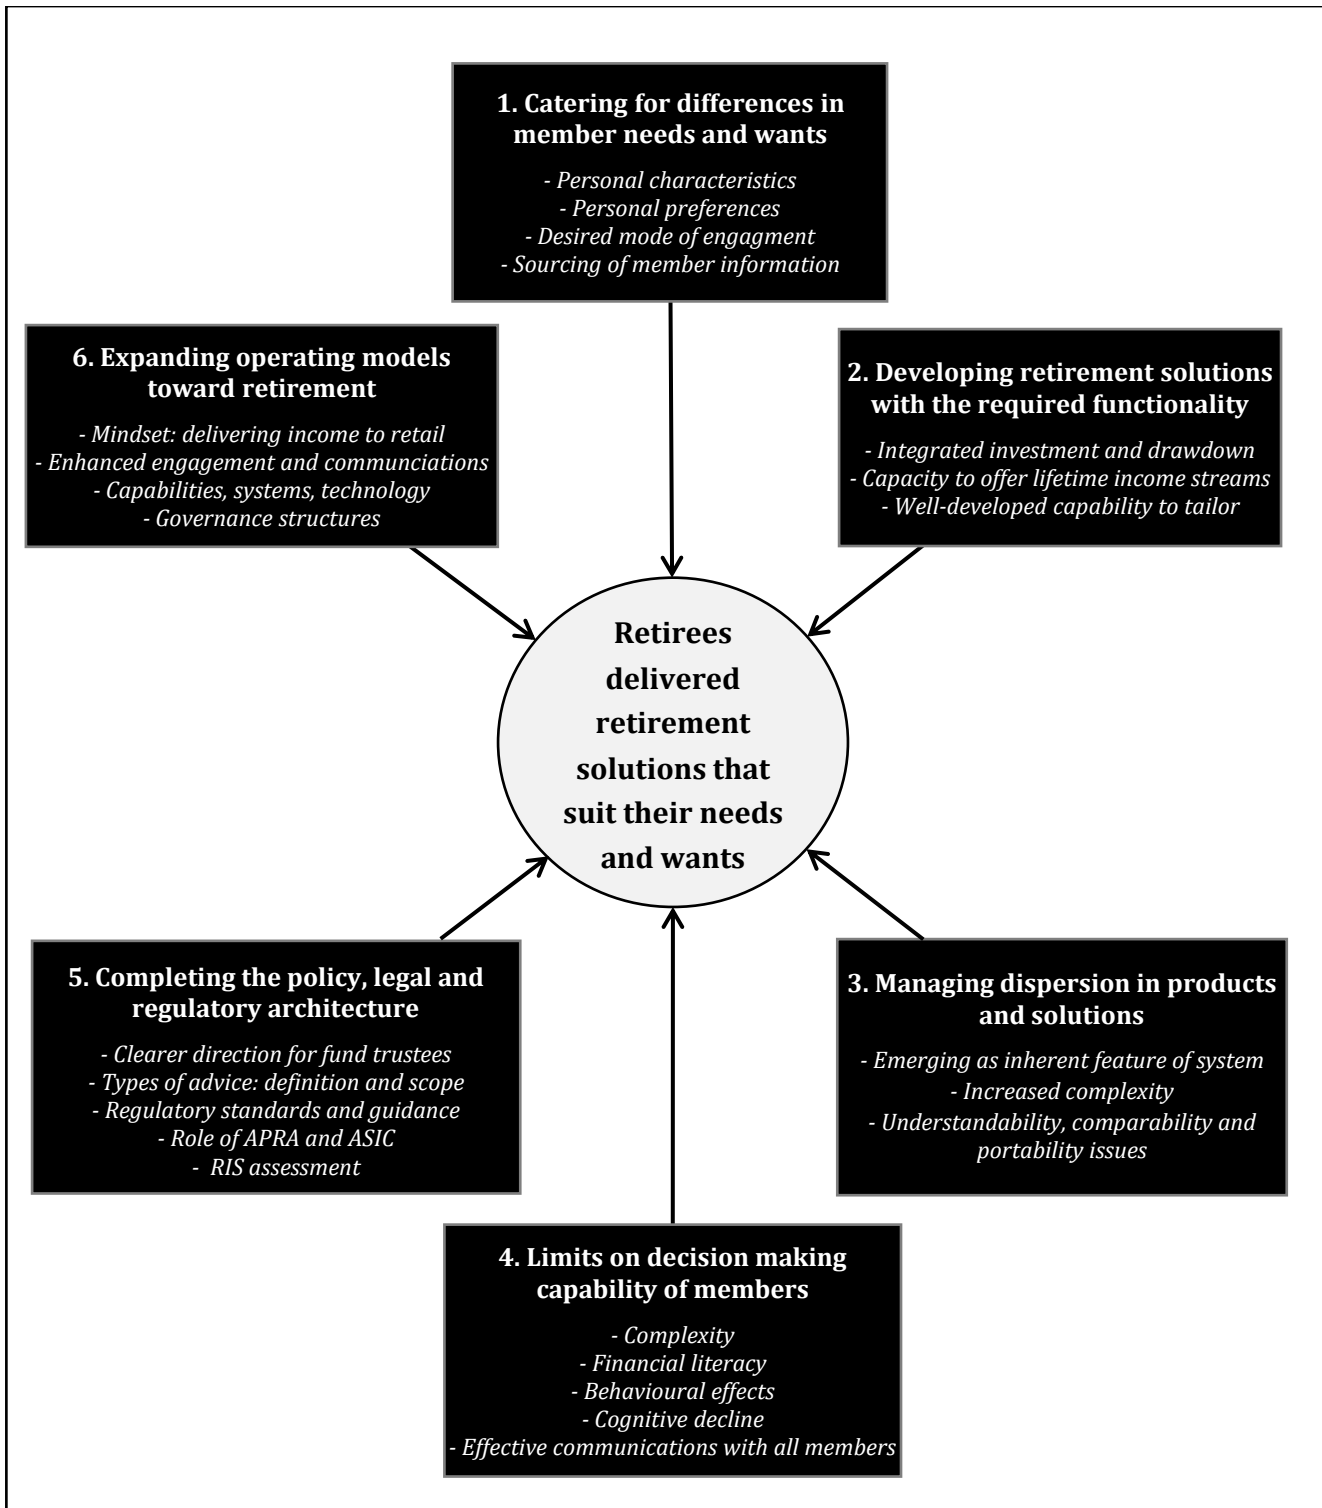 1. Catering for differences in
member needs and wants
- Personal characteristics
- Personal preferences
- Desired mode of engagment
- Sourcing of member information
2. Developing retirement solutions
with the required functionality
- Integrated investment and drawdown
- Capacity to offer lifetime income streams
- Well-developed capability to tailor
3. Managing dispersion in products
and solutions
- Emerging as inherent feature of system
- Increased complexity
- Understandability, comparability and
portability issues
4. Limits on decision making
capability of members
- Complexity
- Financial literacy
- Behavioural effects
- Cognitive decline
- Effective communications with all members
5. Completing the policy, legal and
regulatory architecture
- Clearer direction for fund trustees
- Types of advice: definition and scope
- Regulatory standards and guidance
- Role of APRA and ASIC
- RIS assessment
6. Expanding operating models
toward retirement
- Mindset: delivering income to retail
- Enhanced engagement and communciations
- Capabilities, systems, technology
- Governance structures
Retirees
delivered
retirement
solutions that
suit their needs
and wants